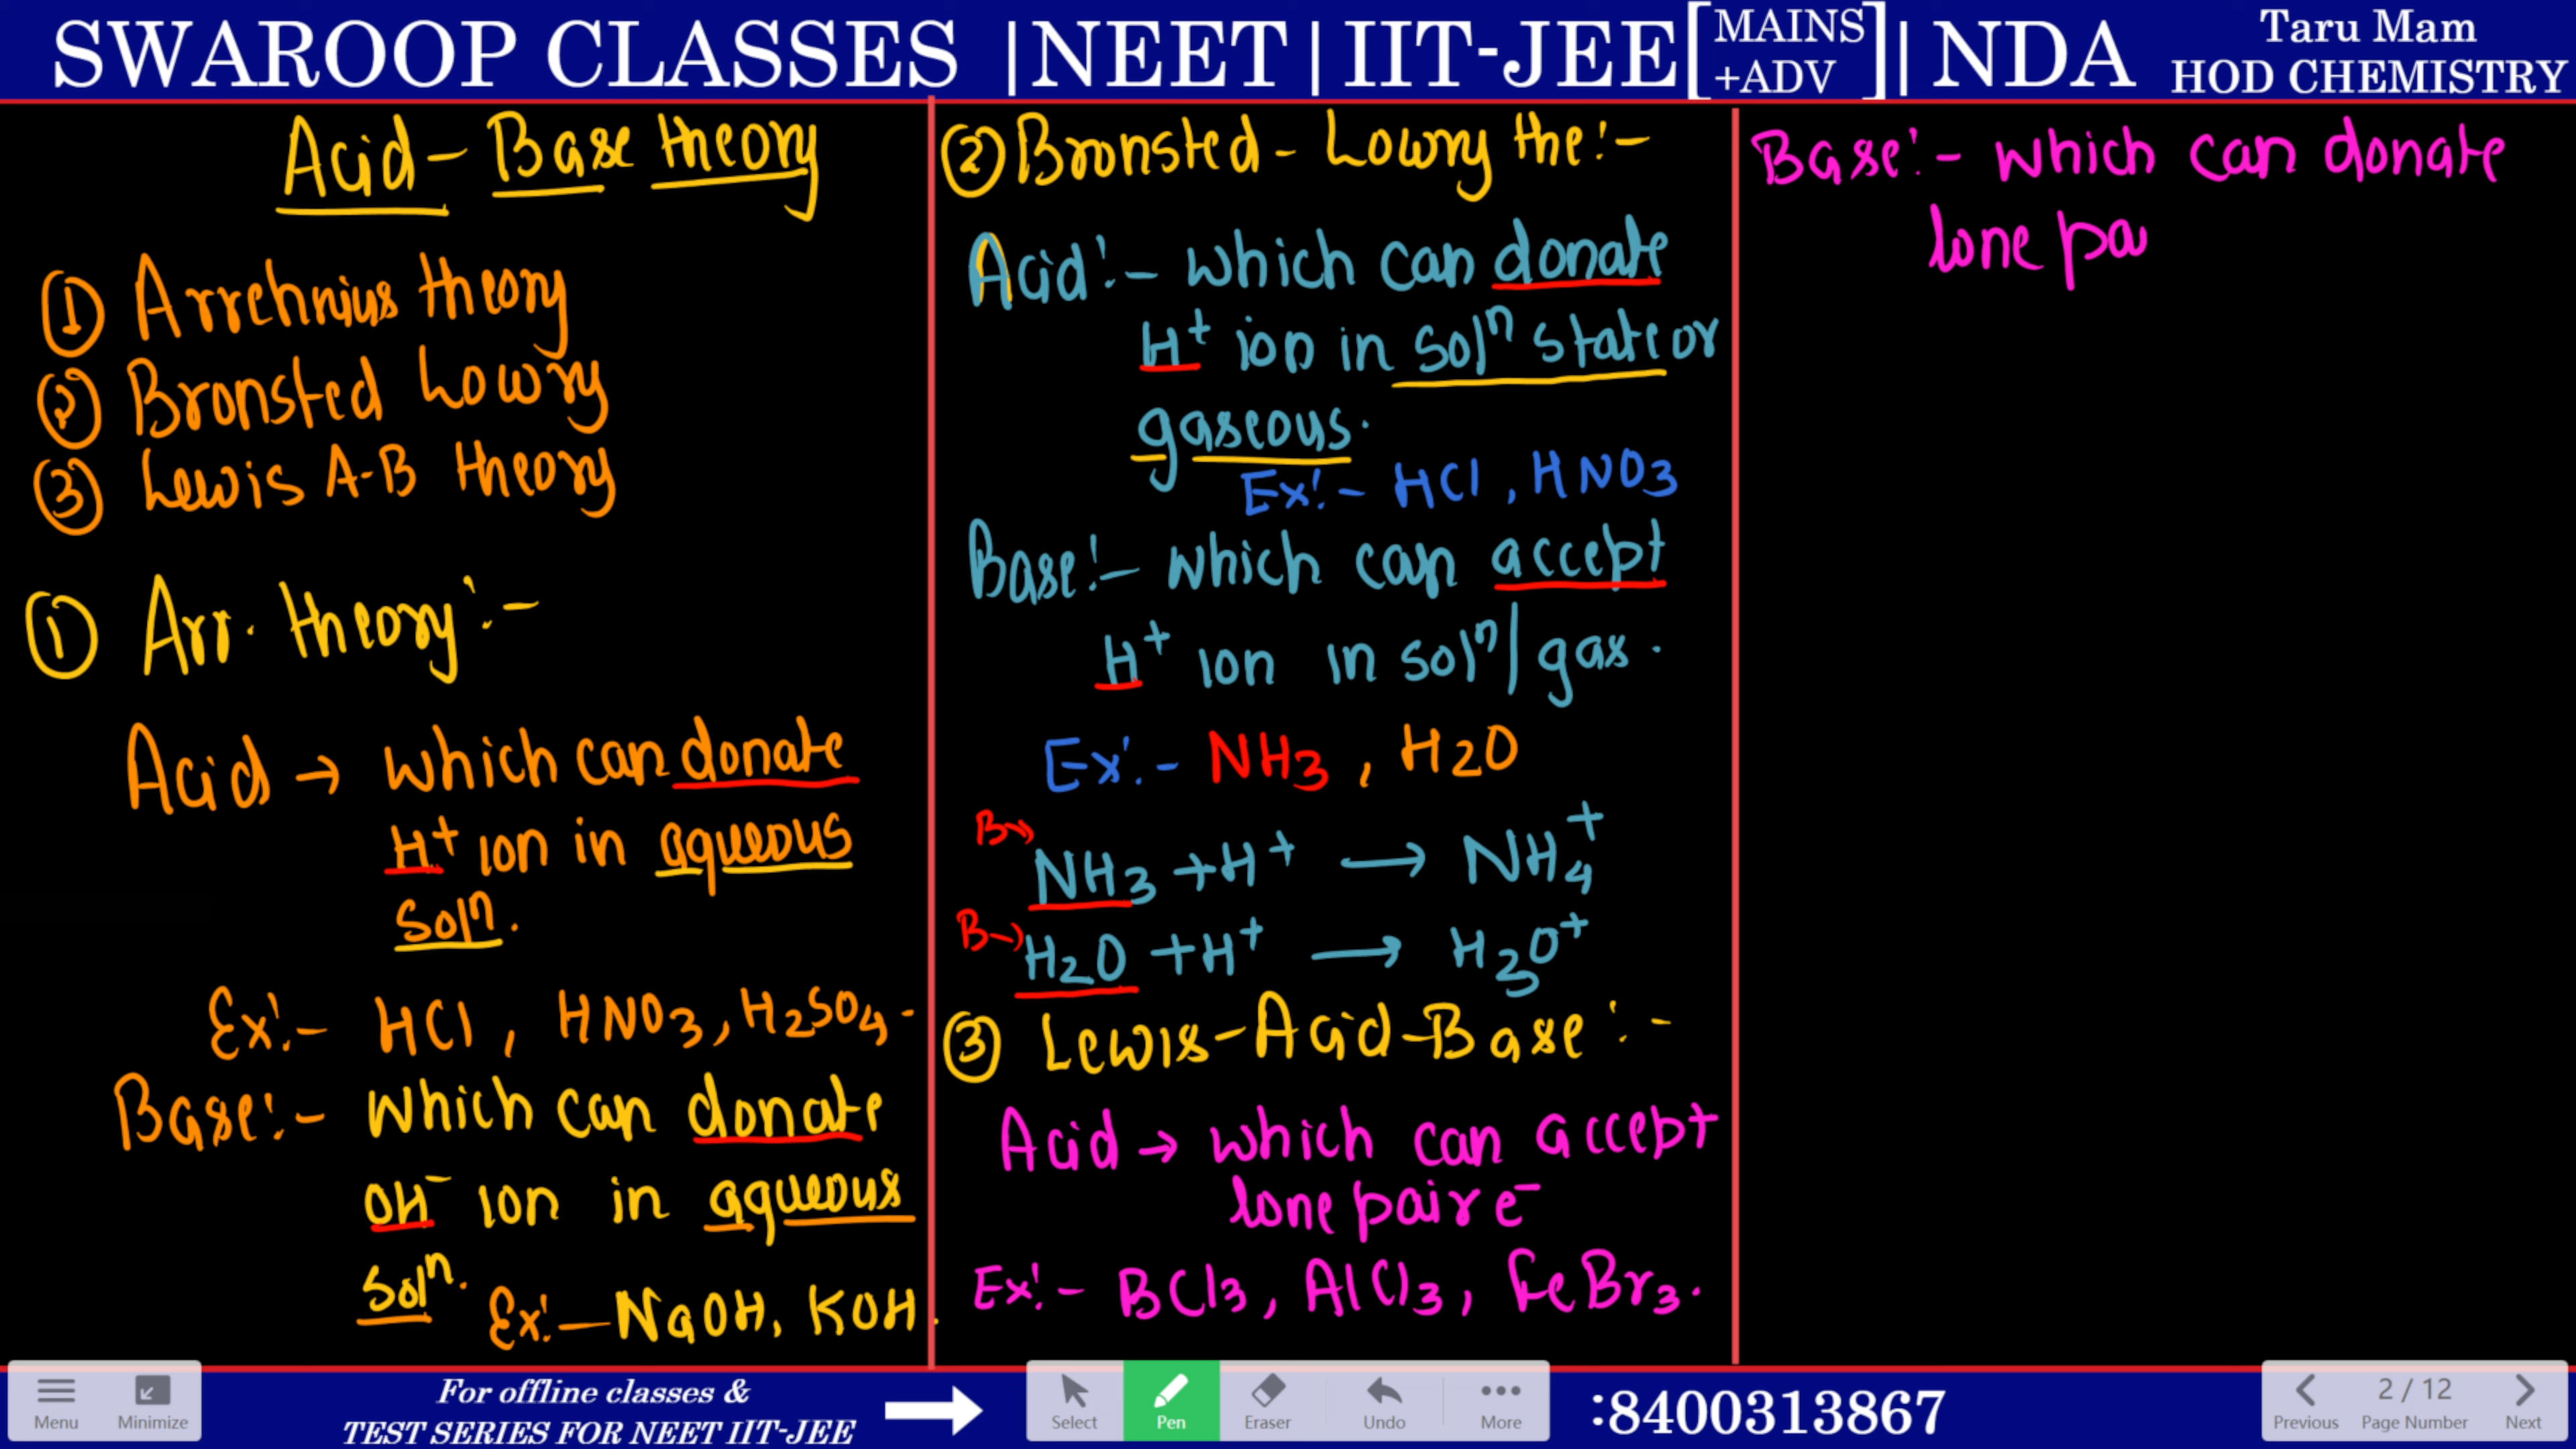 SWAROOP CLASSES |NEET| IIT-JEE[MAINS +ADV]| NDA
Taru Mam
HOD CHEMISTRY
Acid-Base theory
① Arrehnius theory
② Bronsted Lowry
③ Lewis A-B theory
① Arr. theory:-
Acid → which can donate
H⁺ ion in aqueous
Solⁿ.
Ex:- HCl, HNO3, H2SO4.
Base:- which can donate
OH⁻ ion in aqueous
Solⁿ. Ex:- NaOH, KOH.
② Bronsted-Lowry the:-
Acid:- which can donate
H⁺ ion in solⁿ state or
gaseous.
Ex:- HCl, HNO3
Base:- which can accept
H⁺ ion in solⁿ/gas.
Ex:- NH3, H2O
B→
NH3 + H⁺ → NH4⁺
B→
H2O + H⁺ → H3O⁺
③ Lewis-Acid-Base:-
Acid → which can accept
lone pair e⁻
Ex:- BCl3, AlCl3, FeBr3.
Base:- which can donate
lone pa
Menu
Minimize
For offline classes &
TEST SERIES FOR NEET IIT-JEE
Select
Pen
Eraser
Undo
More
:8400313867
Previous
2 / 12
Page Number
Next